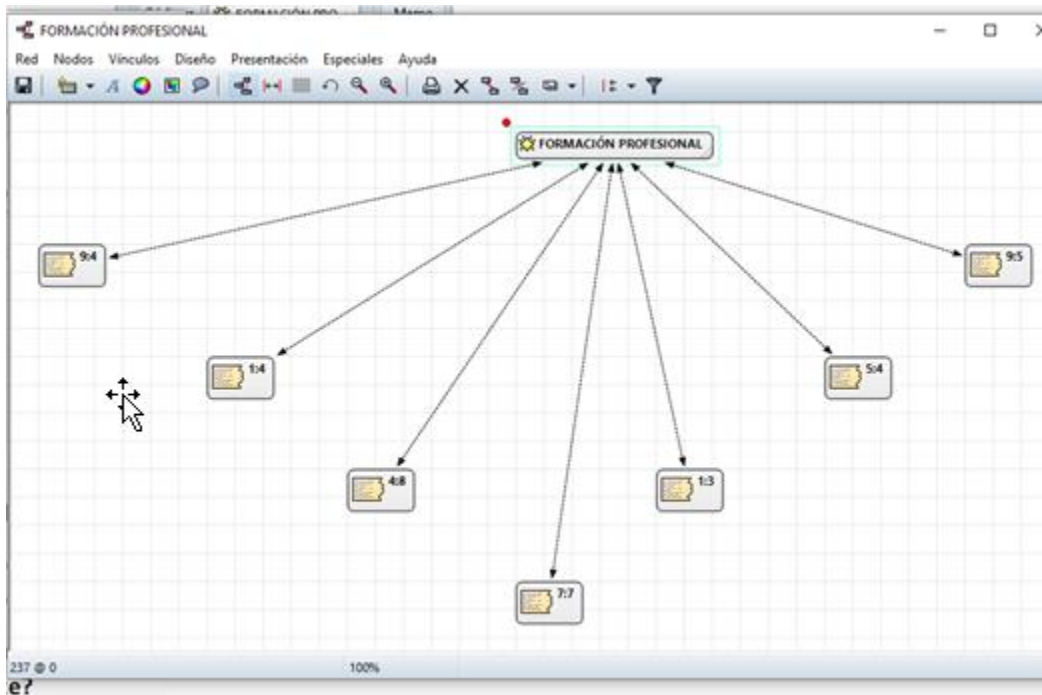 FORMACIÓN PROFESIONAL
Red Nodos Vínculos Diseño Presentación Especiales Ayuda
FORMACIÓN PROFESIONAL
9:4
9:5
1:4
5:4
4:8
1:3
7:7
237 @ 0 100%
e?